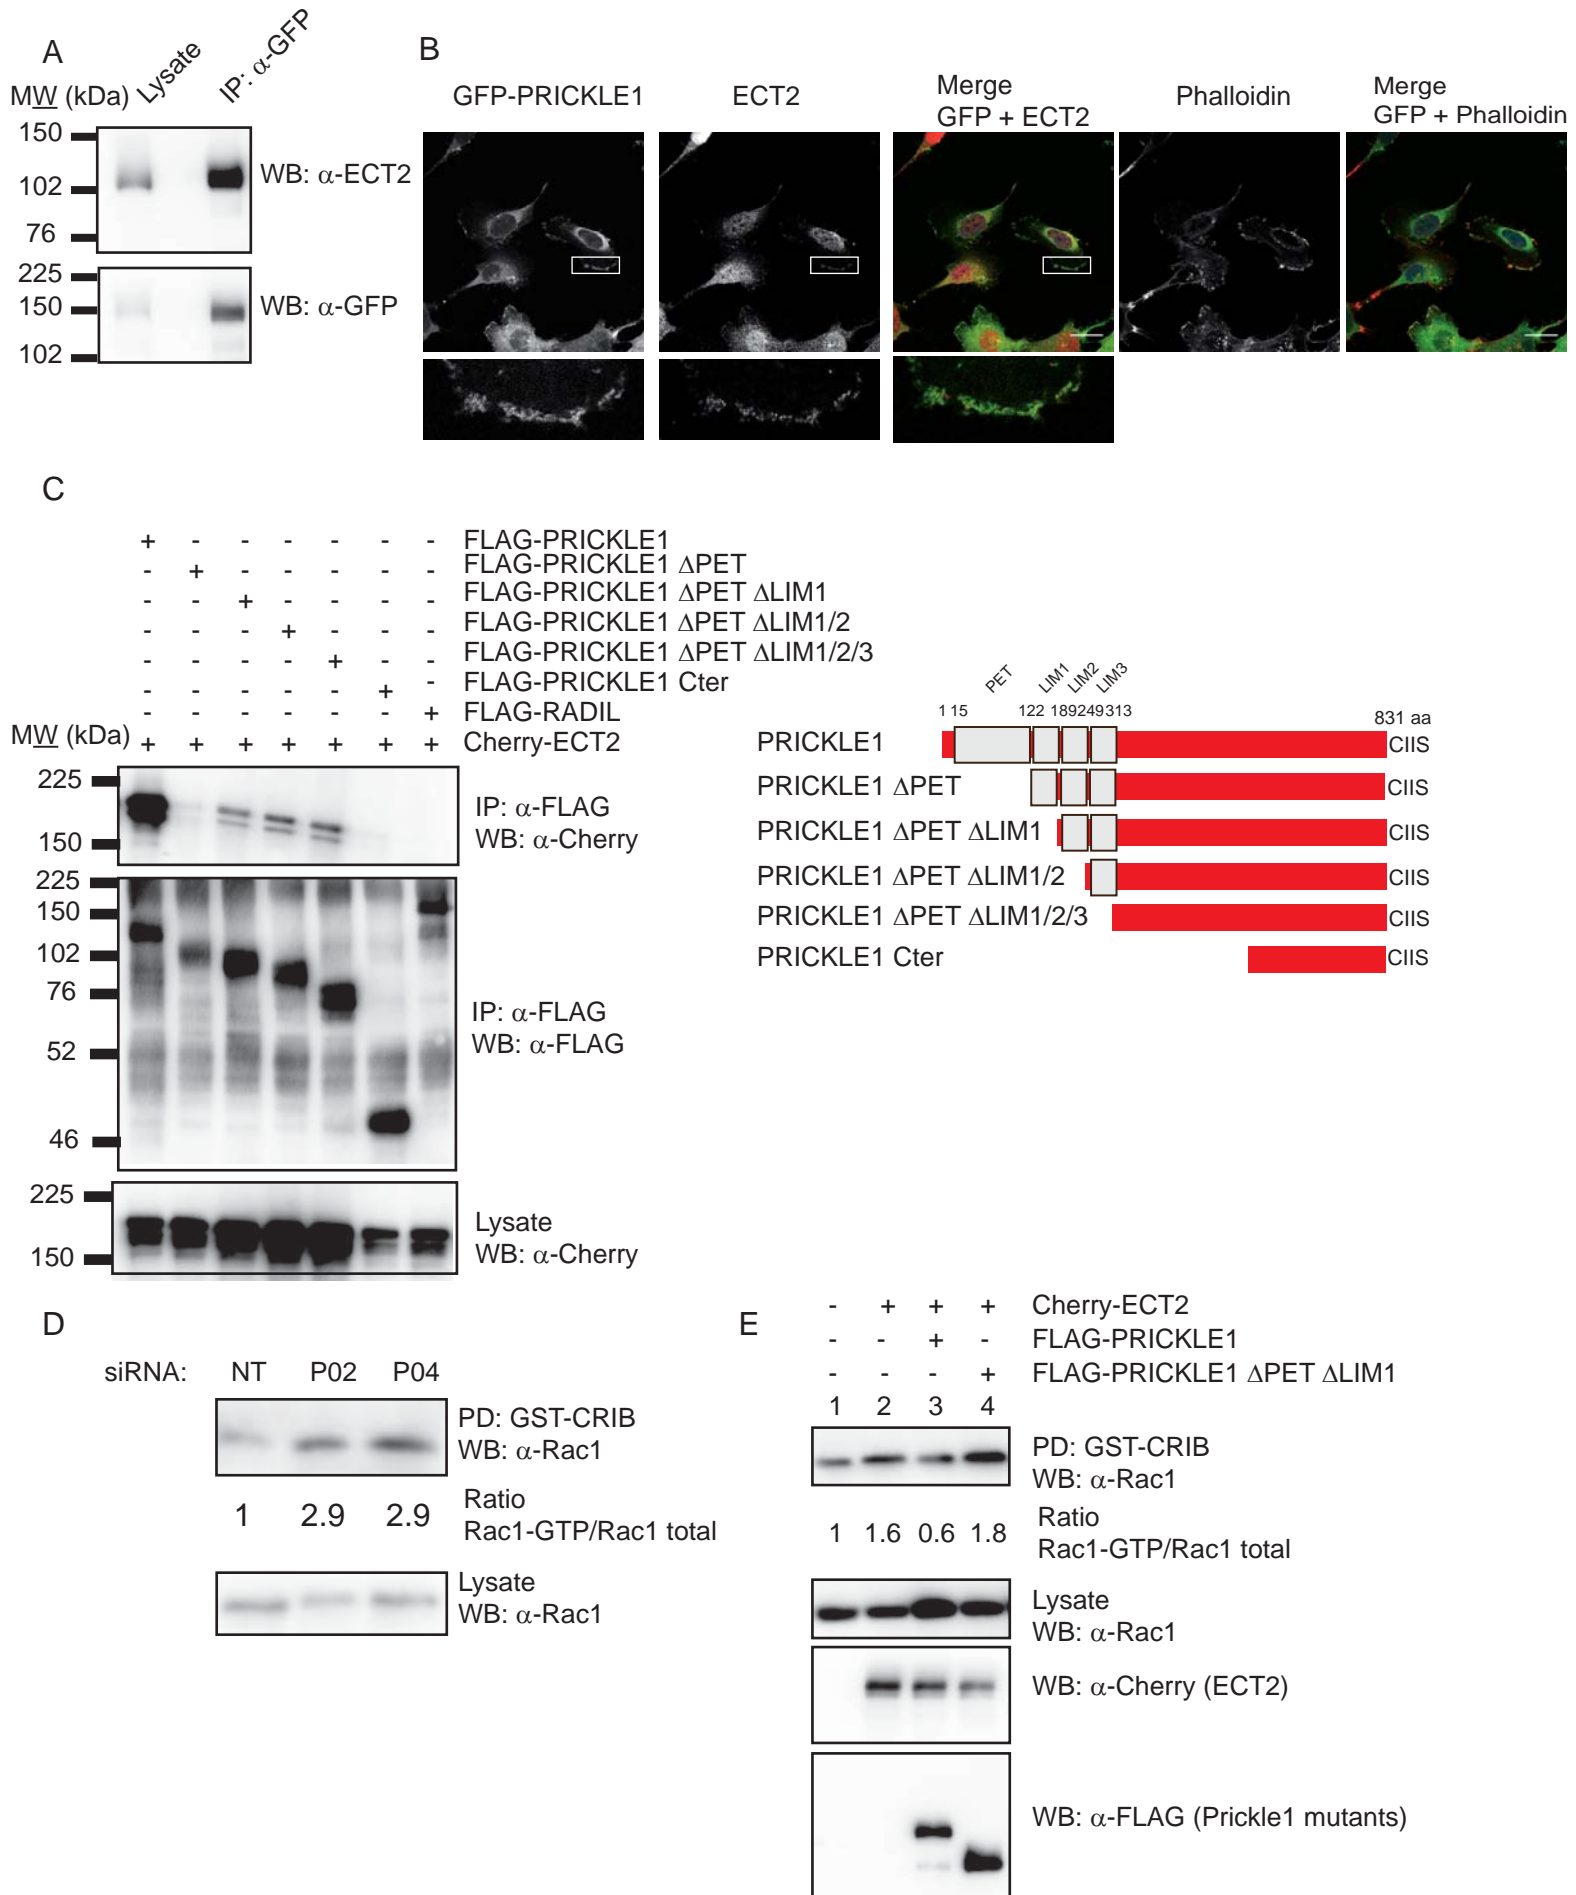 A
MW (kDa)
Lysate
IP: α-GFP
150
102
76
WB: α-ECT2
225
150
102
WB: α-GFP
B
GFP-PRICKLE1
ECT2
Merge
GFP + ECT2
Phalloidin
Merge
GFP + Phalloidin
C
+ - - - - - - FLAG-PRICKLE1
- + - - - - - FLAG-PRICKLE1 ΔPET
- - + - - - - FLAG-PRICKLE1 ΔPET ΔLIM1
- - - + - - - FLAG-PRICKLE1 ΔPET ΔLIM1/2
- - - - + - - FLAG-PRICKLE1 ΔPET ΔLIM1/2/3
- - - - - + - FLAG-PRICKLE1 Cter
- - - - - - + FLAG-RADIL
MW (kDa) + + + + + + + Cherry-ECT2
225
150
IP: α-FLAG
WB: α-Cherry
225
150
102
76
52
46
IP: α-FLAG
WB: α-FLAG
225
150
Lysate
WB: α-Cherry
PET LIM1 LIM2 LIM3
1 15 122 189249313 831 aa
PRICKLE1 CIIS
PRICKLE1 ΔPET CIIS
PRICKLE1 ΔPET ΔLIM1 CIIS
PRICKLE1 ΔPET ΔLIM1/2 CIIS
PRICKLE1 ΔPET ΔLIM1/2/3 CIIS
PRICKLE1 Cter CIIS
D
siRNA: NT P02 P04
PD: GST-CRIB
WB: α-Rac1
1 2.9 2.9
Ratio
Rac1-GTP/Rac1 total
Lysate
WB: α-Rac1
E
- + + + Cherry-ECT2
- - + - FLAG-PRICKLE1
- - - + FLAG-PRICKLE1 ΔPET ΔLIM1
1 2 3 4
PD: GST-CRIB
WB: α-Rac1
1 1.6 0.6 1.8
Ratio
Rac1-GTP/Rac1 total
Lysate
WB: α-Rac1
WB: α-Cherry (ECT2)
WB: α-FLAG (Prickle1 mutants)